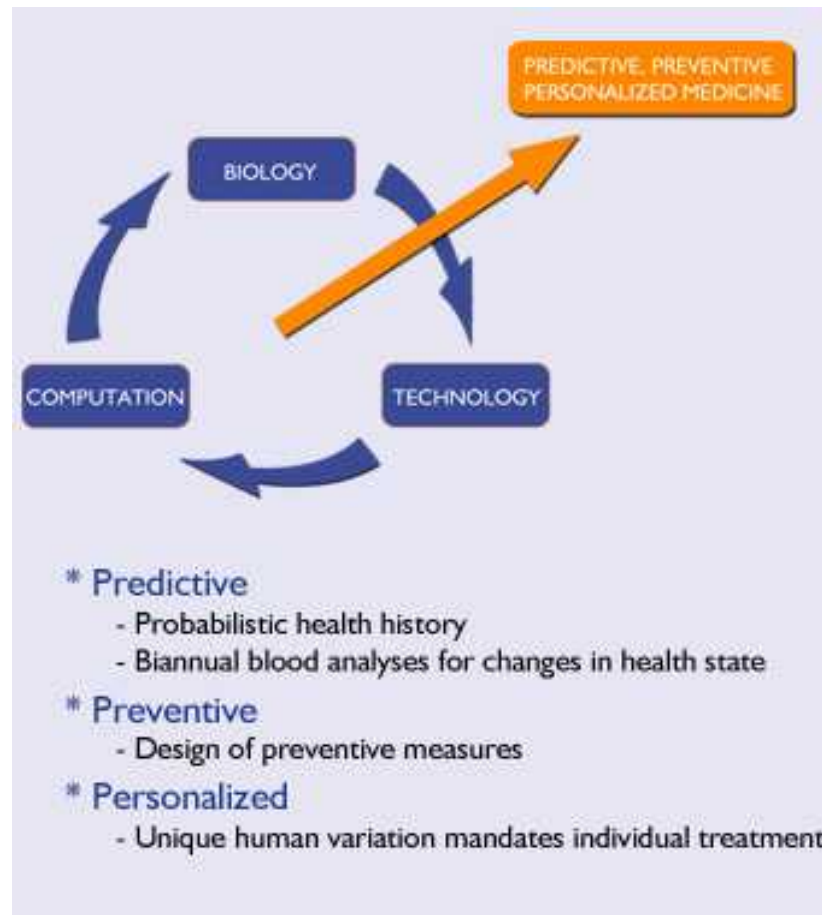 PREDICTIVE, PREVENTIVE
PERSONALIZED MEDICINE
BIOLOGY
COMPUTATION
TECHNOLOGY
* Predictive
- Probabilistic health history
- Biannual blood analyses for changes in health state
* Preventive
- Design of preventive measures
* Personalized
- Unique human variation mandates individual treatment